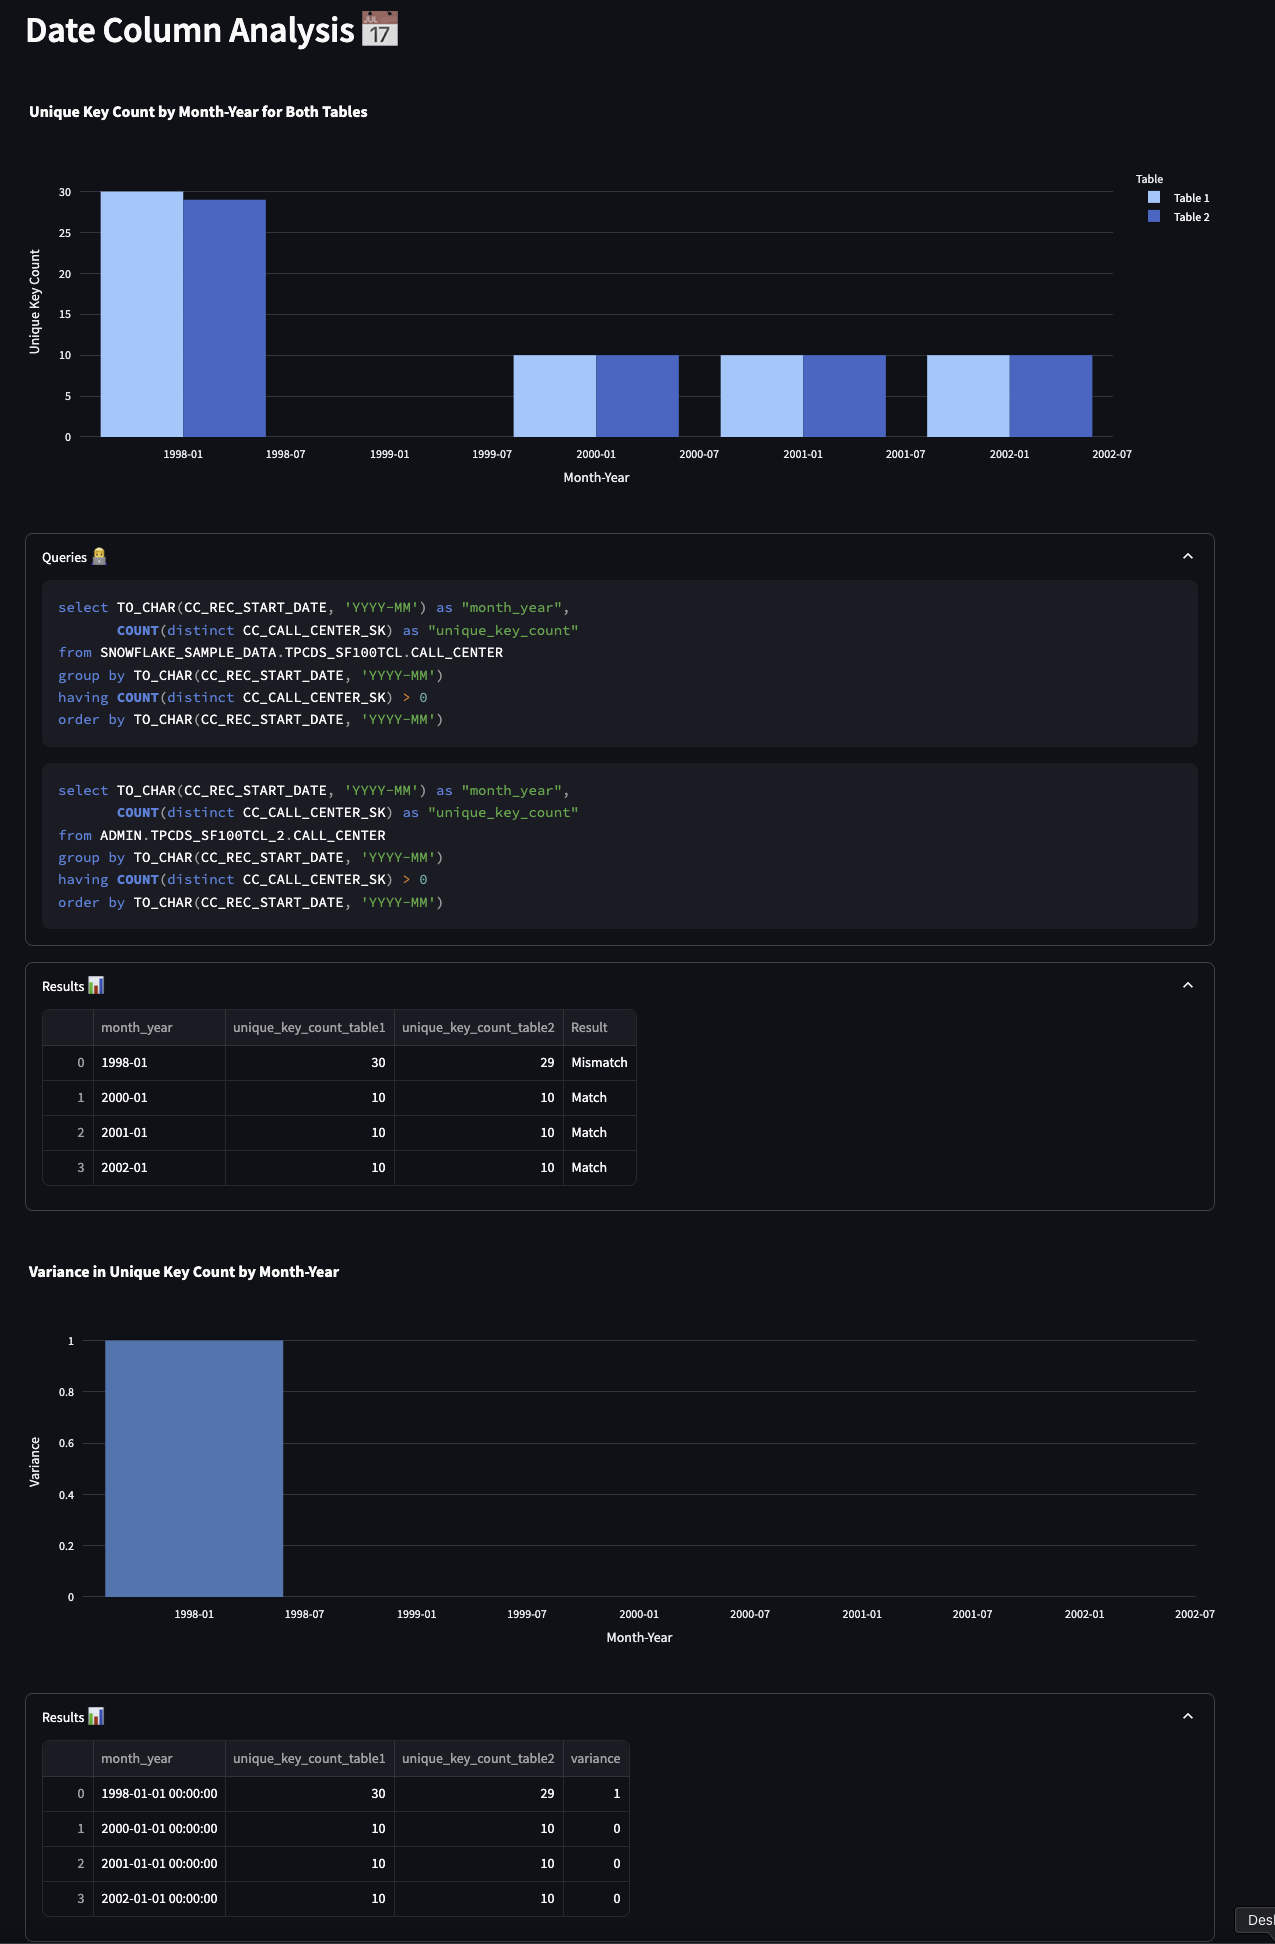 Date Column Analysis
JUL
17
Unique Key Count by Month-Year for Both Tables
Table
Table 1
Table 2
Unique Key Count
30
25
20
15
10
5
0
1998-01 1998-07 1999-01 1999-07 2000-01 2000-07 2001-01 2001-07 2002-01 2002-07
Month-Year
Queries
select TO_CHAR(CC_REC_START_DATE, 'YYYY-MM') as "month_year",
COUNT(distinct CC_CALL_CENTER_SK) as "unique_key_count"
from SNOWFLAKE_SAMPLE_DATA.TPCDS_SF100TCL.CALL_CENTER
group by TO_CHAR(CC_REC_START_DATE, 'YYYY-MM')
having COUNT(distinct CC_CALL_CENTER_SK) > 0
order by TO_CHAR(CC_REC_START_DATE, 'YYYY-MM')
select TO_CHAR(CC_REC_START_DATE, 'YYYY-MM') as "month_year",
COUNT(distinct CC_CALL_CENTER_SK) as "unique_key_count"
from ADMIN.TPCDS_SF100TCL_2.CALL_CENTER
group by TO_CHAR(CC_REC_START_DATE, 'YYYY-MM')
having COUNT(distinct CC_CALL_CENTER_SK) > 0
order by TO_CHAR(CC_REC_START_DATE, 'YYYY-MM')
Results
month_year unique_key_count_table1 unique_key_count_table2 Result
0 1998-01 30 29 Mismatch
1 2000-01 10 10 Match
2 2001-01 10 10 Match
3 2002-01 10 10 Match
Variance in Unique Key Count by Month-Year
Variance
1
0.8
0.6
0.4
0.2
0
1998-01 1998-07 1999-01 1999-07 2000-01 2000-07 2001-01 2001-07 2002-01 2002-07
Month-Year
Results
month_year unique_key_count_table1 unique_key_count_table2 variance
0 1998-01-01 00:00:00 30 29 1
1 2000-01-01 00:00:00 10 10 0
2 2001-01-01 00:00:00 10 10 0
3 2002-01-01 00:00:00 10 10 0